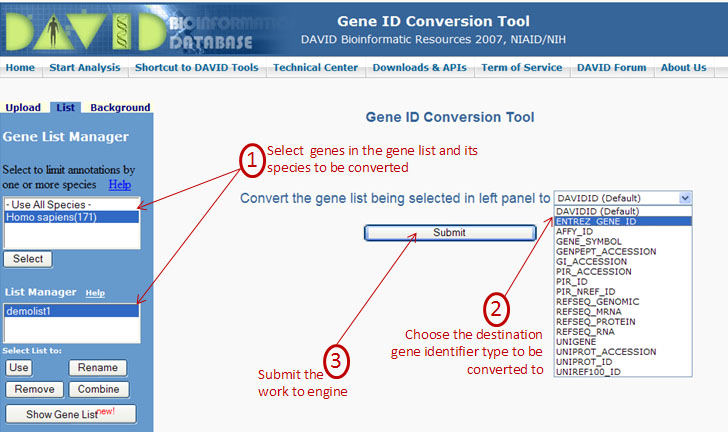 DAVID BIOINFORMATICS
DATABASE
Gene ID Conversion Tool
DAVID Bioinformatic Resources 2007, NIAID/NIH
Home Start Analysis Shortcut to DAVID Tools Technical Center Downloads & APIs Term of Service DAVID Forum About Us
Upload List Background
Gene List Manager
Select to limit annotations by
one or more species Help
- Use All Species -
Homo sapiens(171)
Select
List Manager Help
demolist1
Select List to:
Use Rename
Remove Combine
Show Gene List new!
Gene ID Conversion Tool
1 Select genes in the gene list and its
species to be converted
Convert the gene list being selected in left panel to DAVIDID (Default)
Submit
DAVIDID (Default)
ENTREZ_GENE_ID
AFFY_ID
GENE_SYMBOL
GENPEPT_ACCESSION
GI_ACCESSION
PIR_ACCESSION
PIR_ID
PIR_NREF_ID
REFSEQ_GENOMIC
REFSEQ_MRNA
REFSEQ_PROTEIN
REFSEQ_RNA
UNIGENE
UNIPROT_ACCESSION
UNIPROT_ID
UNIREF100_ID
2
Choose the destination
gene identifier type to be
converted to
3
Submit the
work to engine